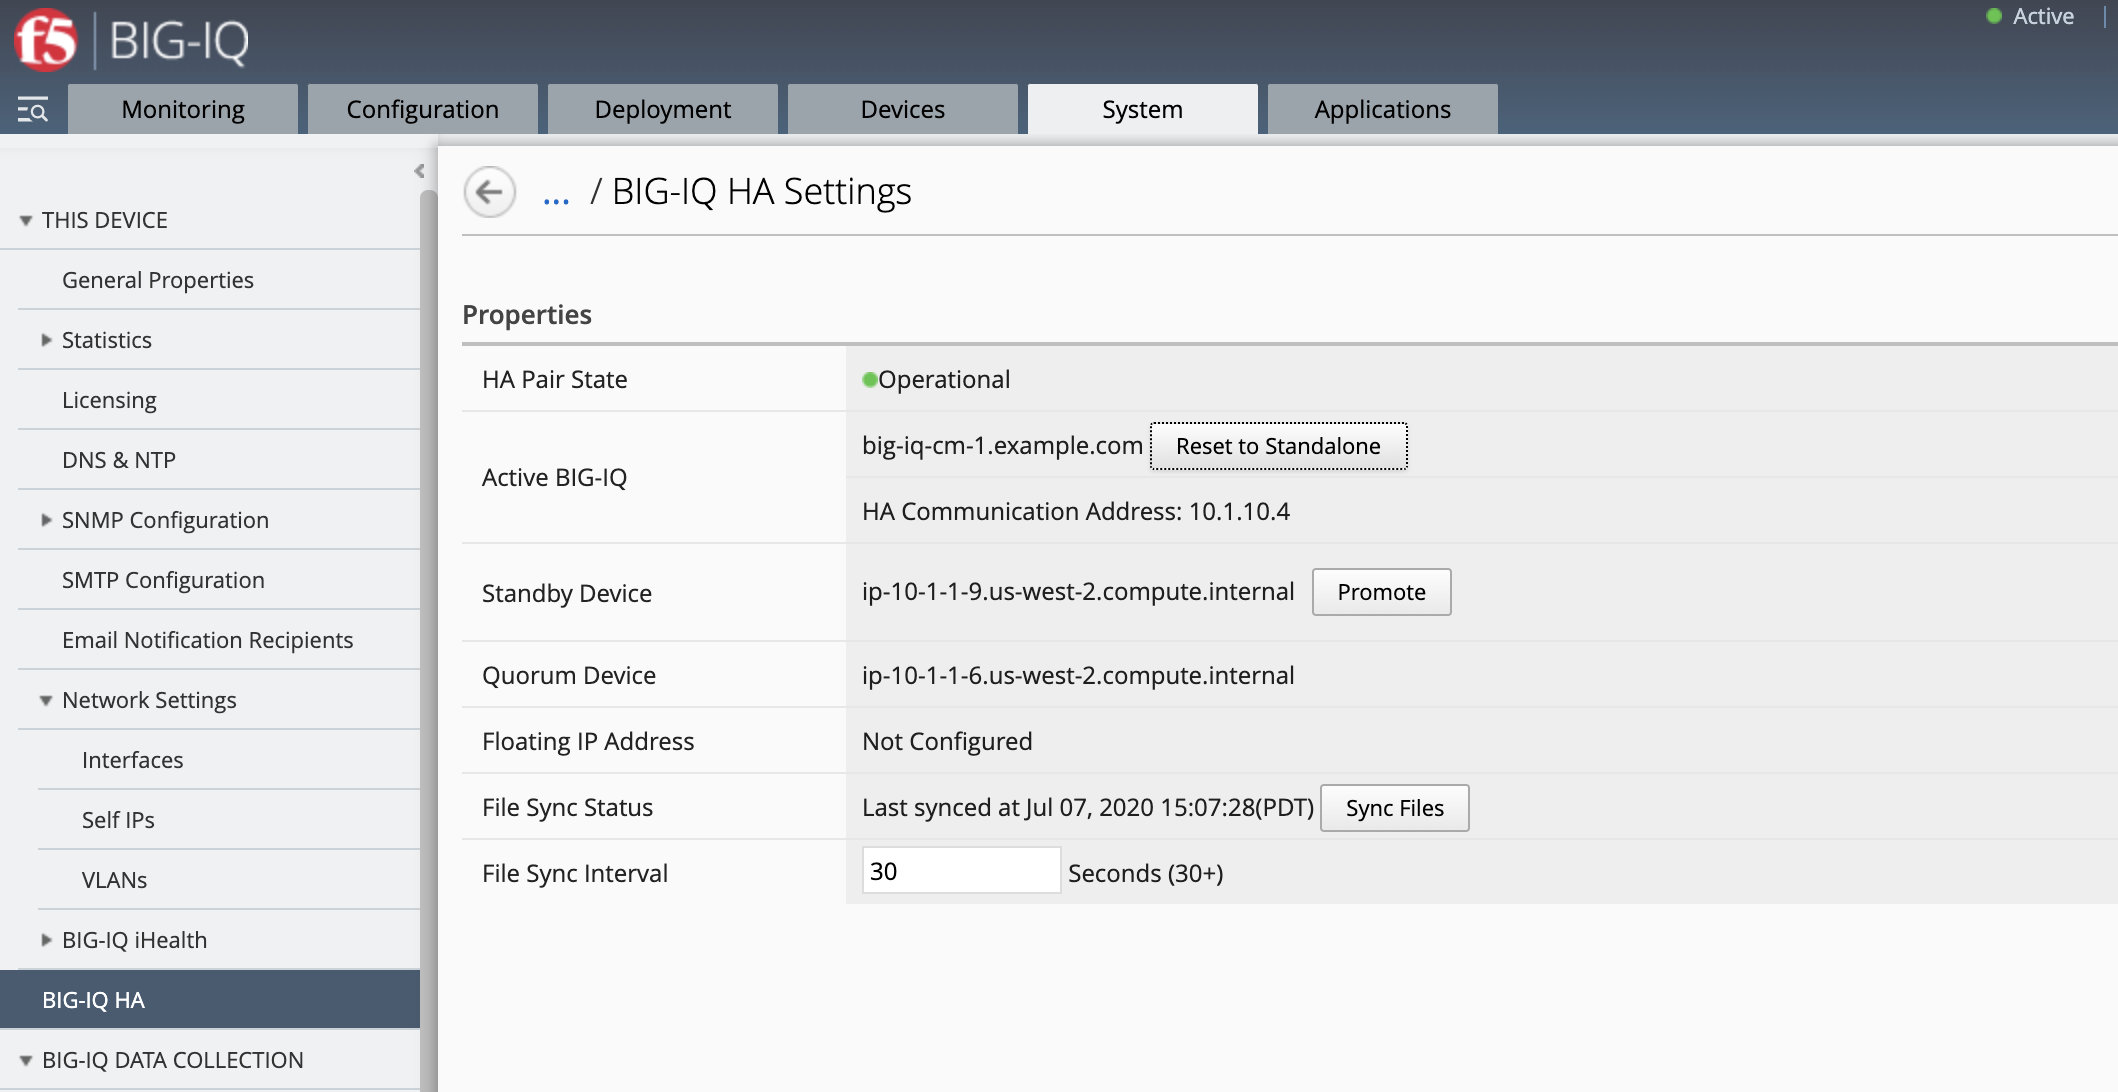 f5 BIG-IQ
Active
Monitoring Configuration Deployment Devices System Applications
THIS DEVICE
General Properties
Statistics
Licensing
DNS & NTP
SNMP Configuration
SMTP Configuration
Email Notification Recipients
Network Settings
Interfaces
Self IPs
VLANs
BIG-IQ iHealth
BIG-IQ HA
BIG-IQ DATA COLLECTION
... / BIG-IQ HA Settings
Properties
HA Pair State Operational
Active BIG-IQ big-iq-cm-1.example.com Reset to Standalone
HA Communication Address: 10.1.10.4
Standby Device ip-10-1-1-9.us-west-2.compute.internal Promote
Quorum Device ip-10-1-1-6.us-west-2.compute.internal
Floating IP Address Not Configured
File Sync Status Last synced at Jul 07, 2020 15:07:28(PDT) Sync Files
File Sync Interval 30 Seconds (30+)